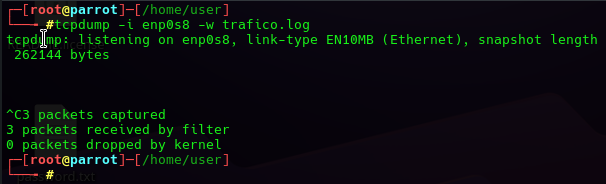 ┌─[root@parrot]─[/home/user]
└──╼ #tcpdump -i enp0s8 -w trafico.log
tcpdump: listening on enp0s8, link-type EN10MB (Ethernet), snapshot length
 262144 bytes
^C3 packets captured
3 packets received by filter
0 packets dropped by kernel
┌─[root@parrot]─[/home/user]
└──╼ #